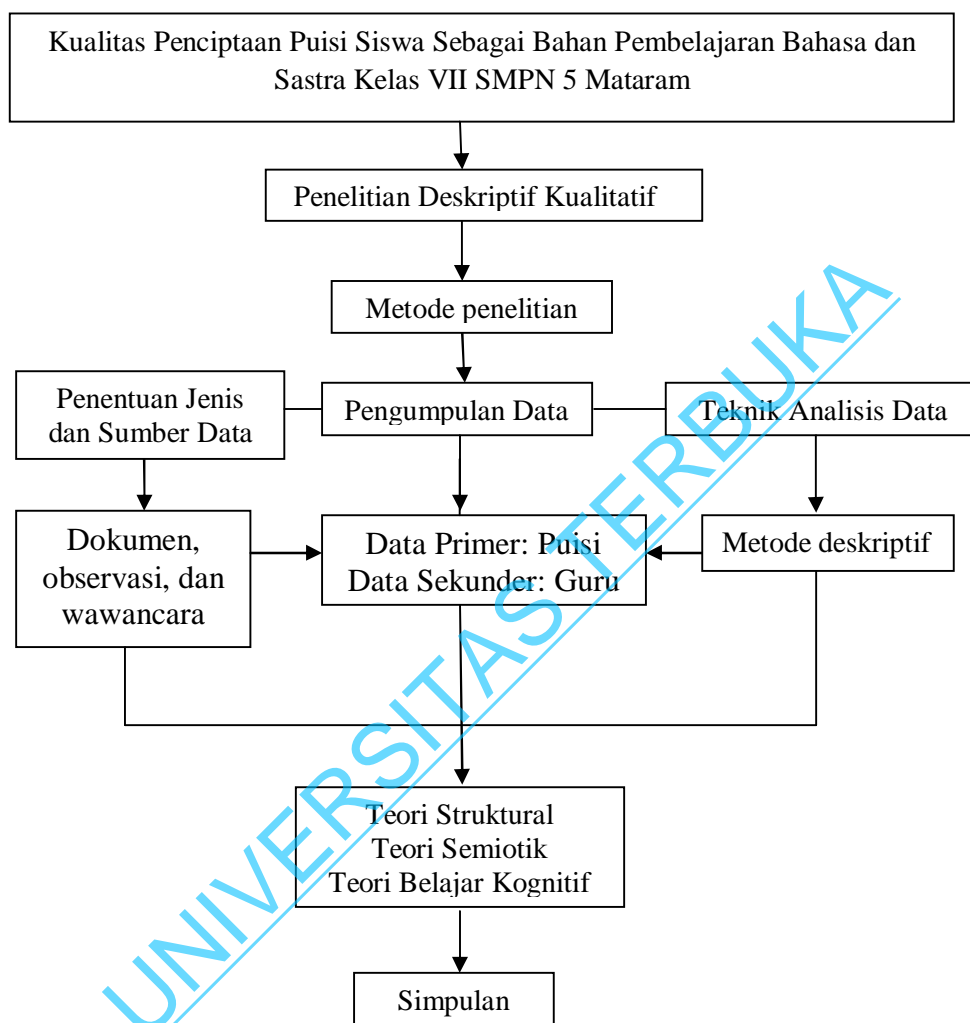 Kualitas Penciptaan Puisi Siswa Sebagai Bahan Pembelajaran Bahasa dan
Sastra Kelas VII SMPN 5 Mataram
Penelitian Deskriptif Kualitatif
Metode penelitian
Penentuan Jenis
dan Sumber Data
Pengumpulan Data
Teknik Analisis Data
Dokumen,
observasi, dan
wawancara
Data Primer: Puisi
Data Sekunder: Guru
Metode deskriptif
Teori Struktural
Teori Semiotik
Teori Belajar Kognitif
Simpulan
UNIVERSITAS TERBUKA